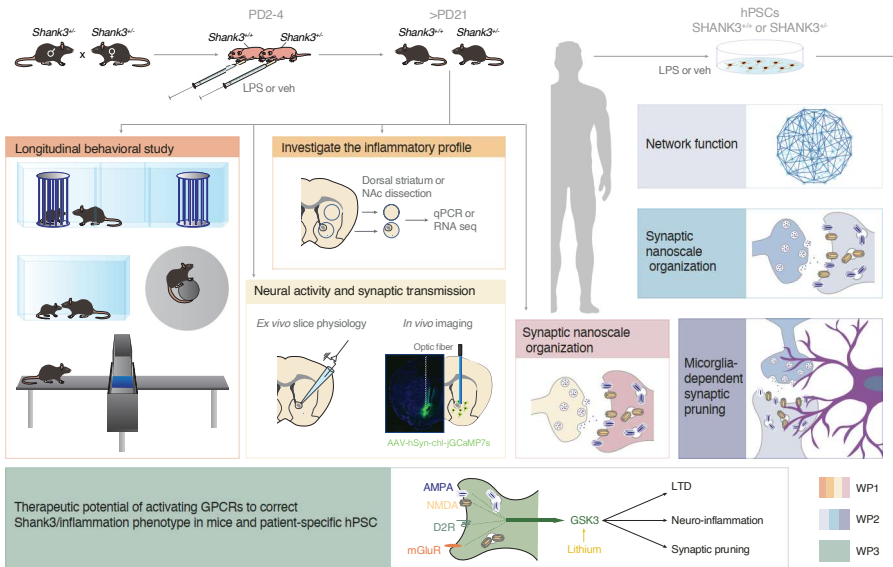 PD2-4
>PD21
hPSCs
SHANK3+/+ or SHANK3+/-
Shank3+/-
x
Shank3+/-
Shank3+/+
Shank3+/-
Shank3+/+
Shank3+/-
LPS or veh
LPS or veh
Longitudinal behavioral study
Investigate the inflammatory profile
Dorsal striatum or
NAc dissection
qPCR or
RNA seq
Neural activity and synaptic transmission
Ex vivo slice physiology
In vivo imaging
Optic fiber
AAV-hSyn-chl-jGCaMP7s
Synaptic nanoscale
organization
Network function
Synaptic
nanoscale
organization
Micorglia-
dependent
synaptic
pruning
Therapeutic potential of activating GPCRs to correct
Shank3/inflammation phenotype in mice and patient-specific hPSC
AMPA
NMDA
D2R
mGluR
GSK3
Lithium
LTD
Neuro-inflammation
Synaptic pruning
WP1
WP2
WP3